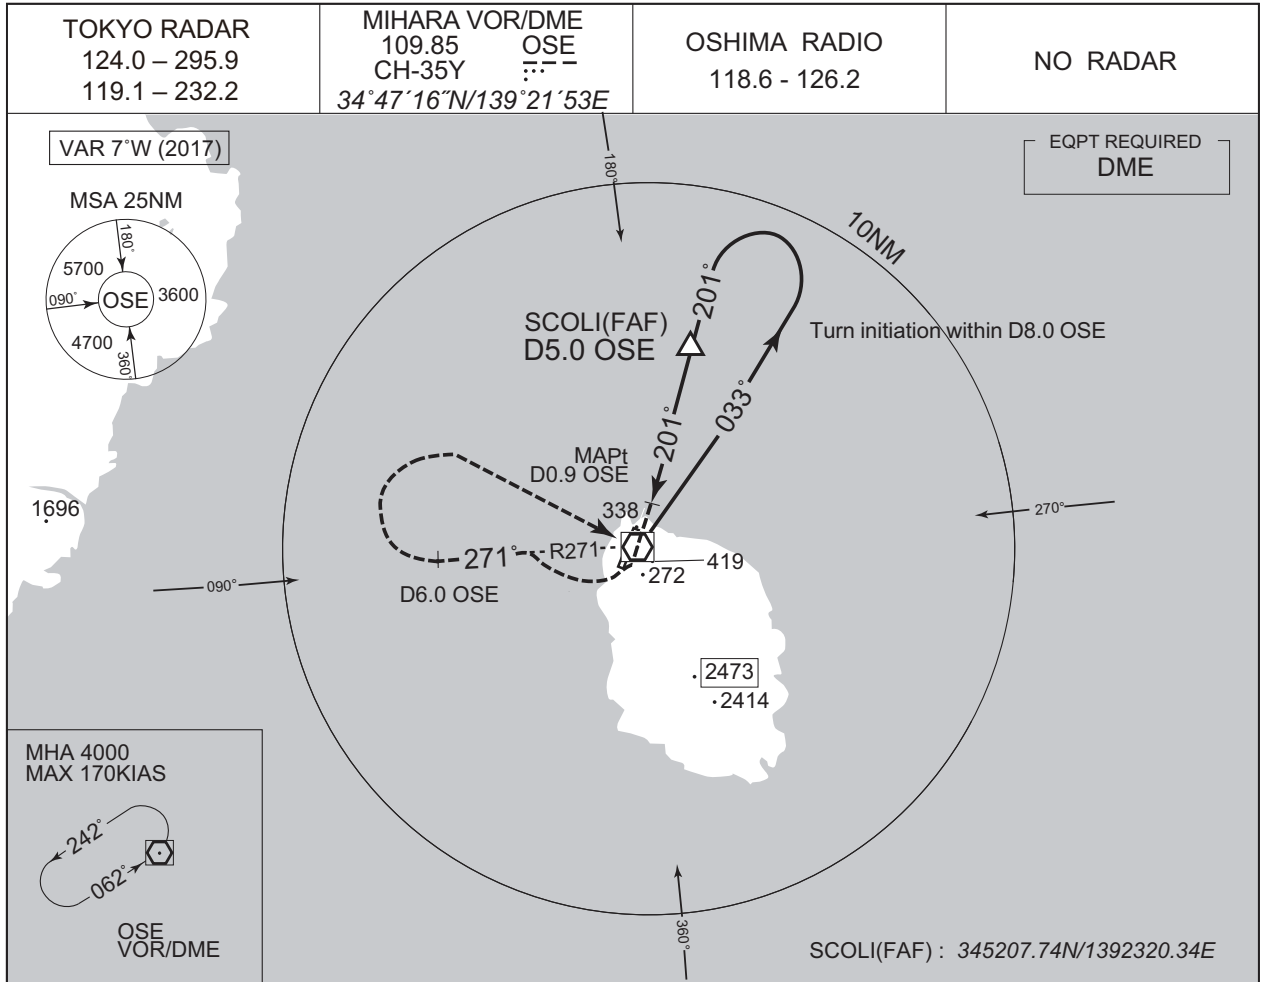 TOKYO RADAR
124.0 – 295.9
119.1 – 232.2
MIHARA VOR/DME
109.85 OSE
CH-35Y
34˚47´16˝N/139˚21´53E
OSHIMA RADIO
118.6 - 126.2
NO RADAR
VAR 7˚W (2017)
EQPT REQUIRED
DME
MSA 25NM
180˚
5700
090˚
OSE
3600
4700
360˚
180˚
10NM
201˚
SCOLI(FAF)
D5.0 OSE
Turn initiation within D8.0 OSE
033˚
201˚
MAPt
D0.9 OSE
338
1696
270˚
271˚
R271
419
272
D6.0 OSE
090˚
2473
2414
MHA 4000
MAX 170KIAS
242˚
062˚
OSE
VOR/DME
360˚
SCOLI(FAF) : 345207.74N/1392320.34E